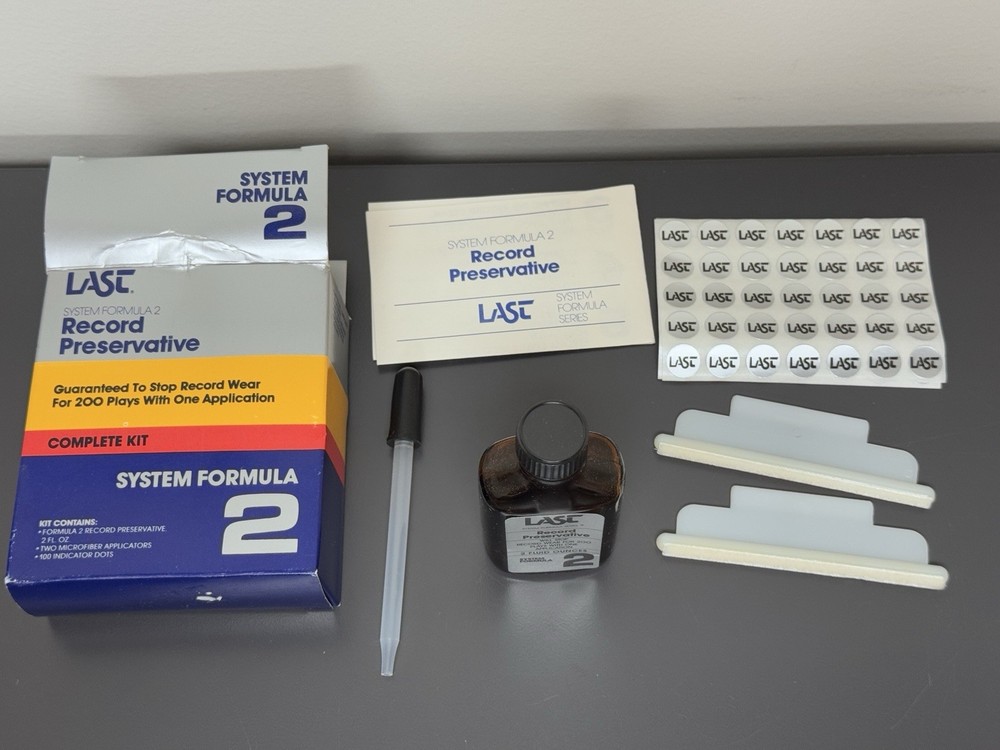 SYSTEM
FORMULA
2
LAST
SYSTEM FORMULA 2
Record
Preservative
Guaranteed To Stop Record Wear
For 200 Plays With One Application
COMPLETE KIT
SYSTEM FORMULA
2
KIT CONTAINS:
• FORMULA 2 RECORD PRESERVATIVE.
2 FL. OZ.
• TWO MICROFIBER APPLICATORS
• 100 INDICATOR DOTS
SYSTEM FORMULA 2
Record
Preservative
LAST
SYSTEM
FORMULA
SERIES
LAST LAST LAST LAST LAST LAST LAST
LAST LAST LAST LAST LAST LAST LAST
LAST LAST LAST LAST LAST LAST LAST
LAST LAST LAST LAST LAST LAST LAST
LAST LAST LAST LAST LAST LAST LAST
LAST
Record
Preservative
2 FLUID OUNCES
SYSTEM
FORMULA
2